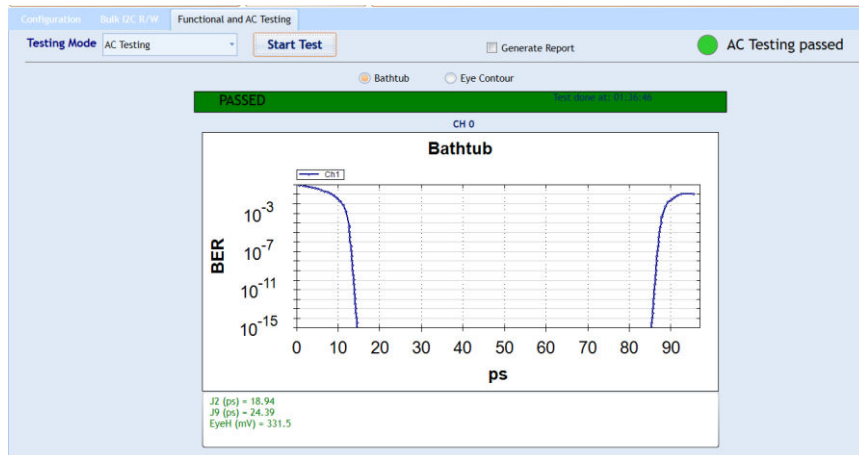 Configuration Bulk I2C R/W Functional and AC Testing
Testing Mode AC Testing Start Test Generate Report AC Testing passed
Bathtub Eye Contour
PASSED Test done at: 01:36:46
CH 0
Bathtub
Ch1
10-3
10-7
10-11
10-15
BER
0 10 20 30 40 50 60 70 80 90
ps
J2 (ps) = 18.94
J9 (ps) = 24.39
EyeH (mV) = 331.5